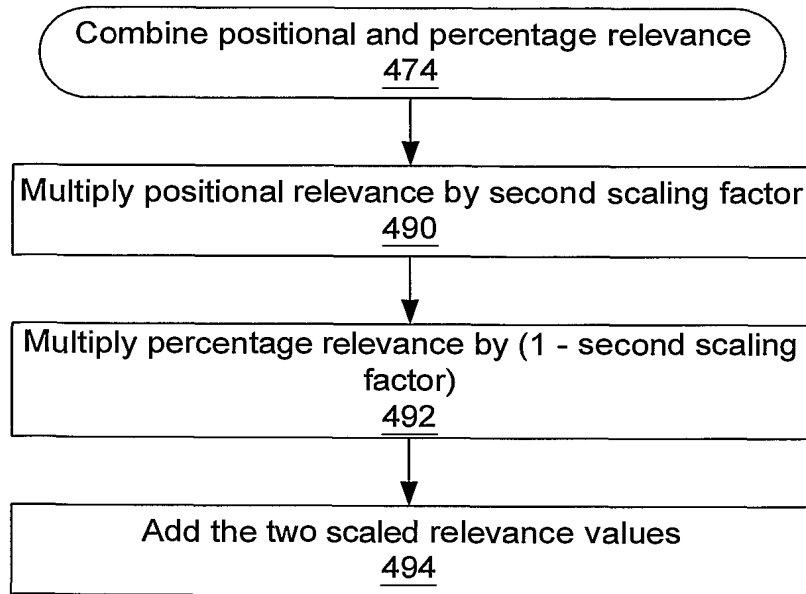 Combine positional and percentage relevance
474
Multiply positional relevance by second scaling factor
490
Multiply percentage relevance by (1 - second scaling
factor)
492
Add the two scaled relevance values
494